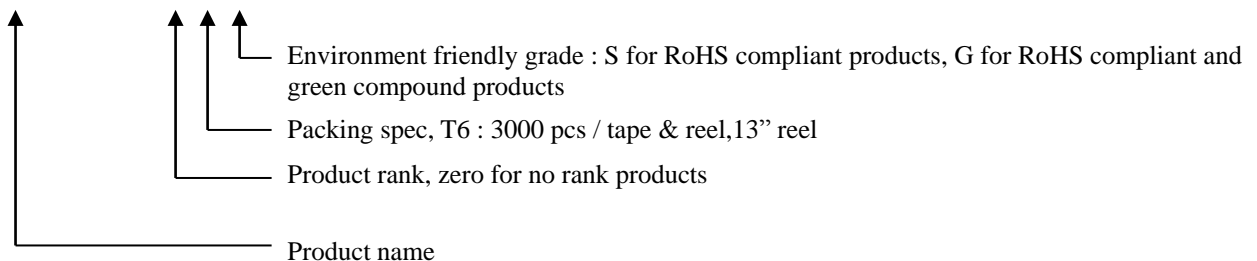 Environment friendly grade : S for RoHS compliant products, G for RoHS compliant and
green compound products
Packing spec, T6 : 3000 pcs / tape & reel,13” reel
Product rank, zero for no rank products
Product name